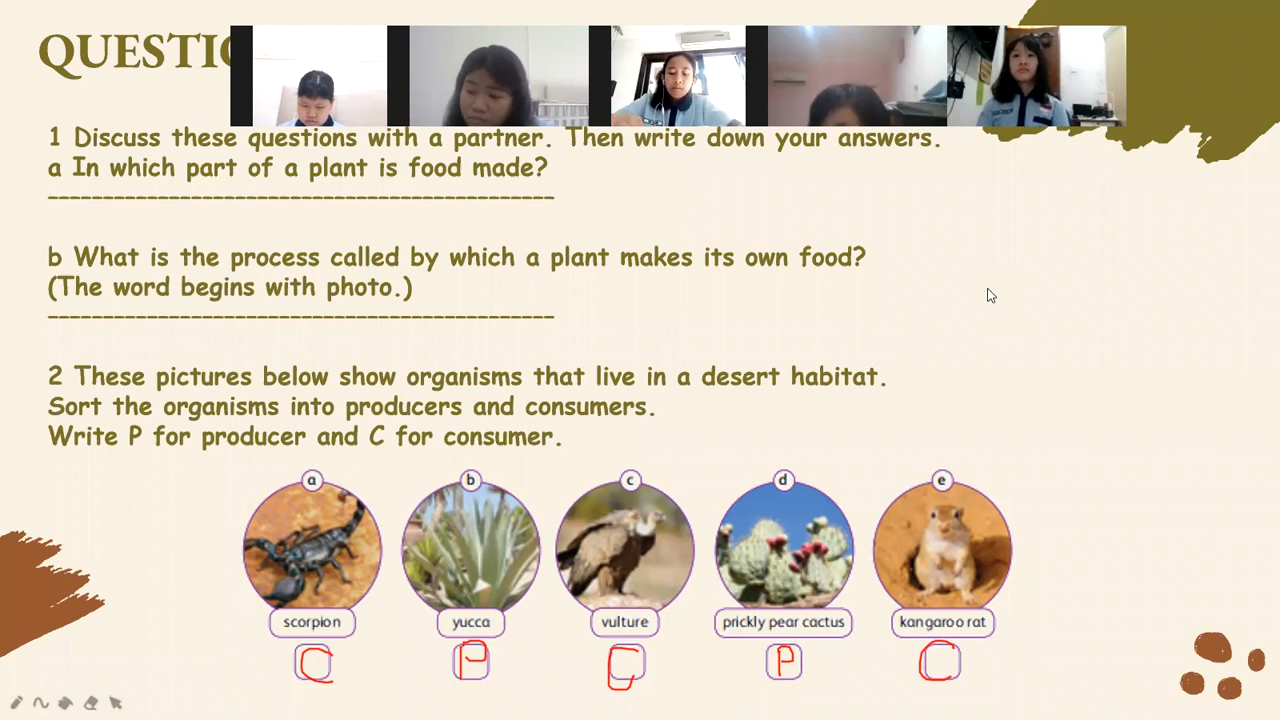 QUESTIO
1 Discuss these questions with a partner. Then write down your answers.
a In which part of a plant is food made?
b What is the process called by which a plant makes its own food?
(The word begins with photo.)
2 These pictures below show organisms that live in a desert habitat.
Sort the organisms into producers and consumers.
Write P for producer and C for consumer.
a b c d e
scorpion yucca vulture prickly pear cactus kangaroo rat
C P C P C